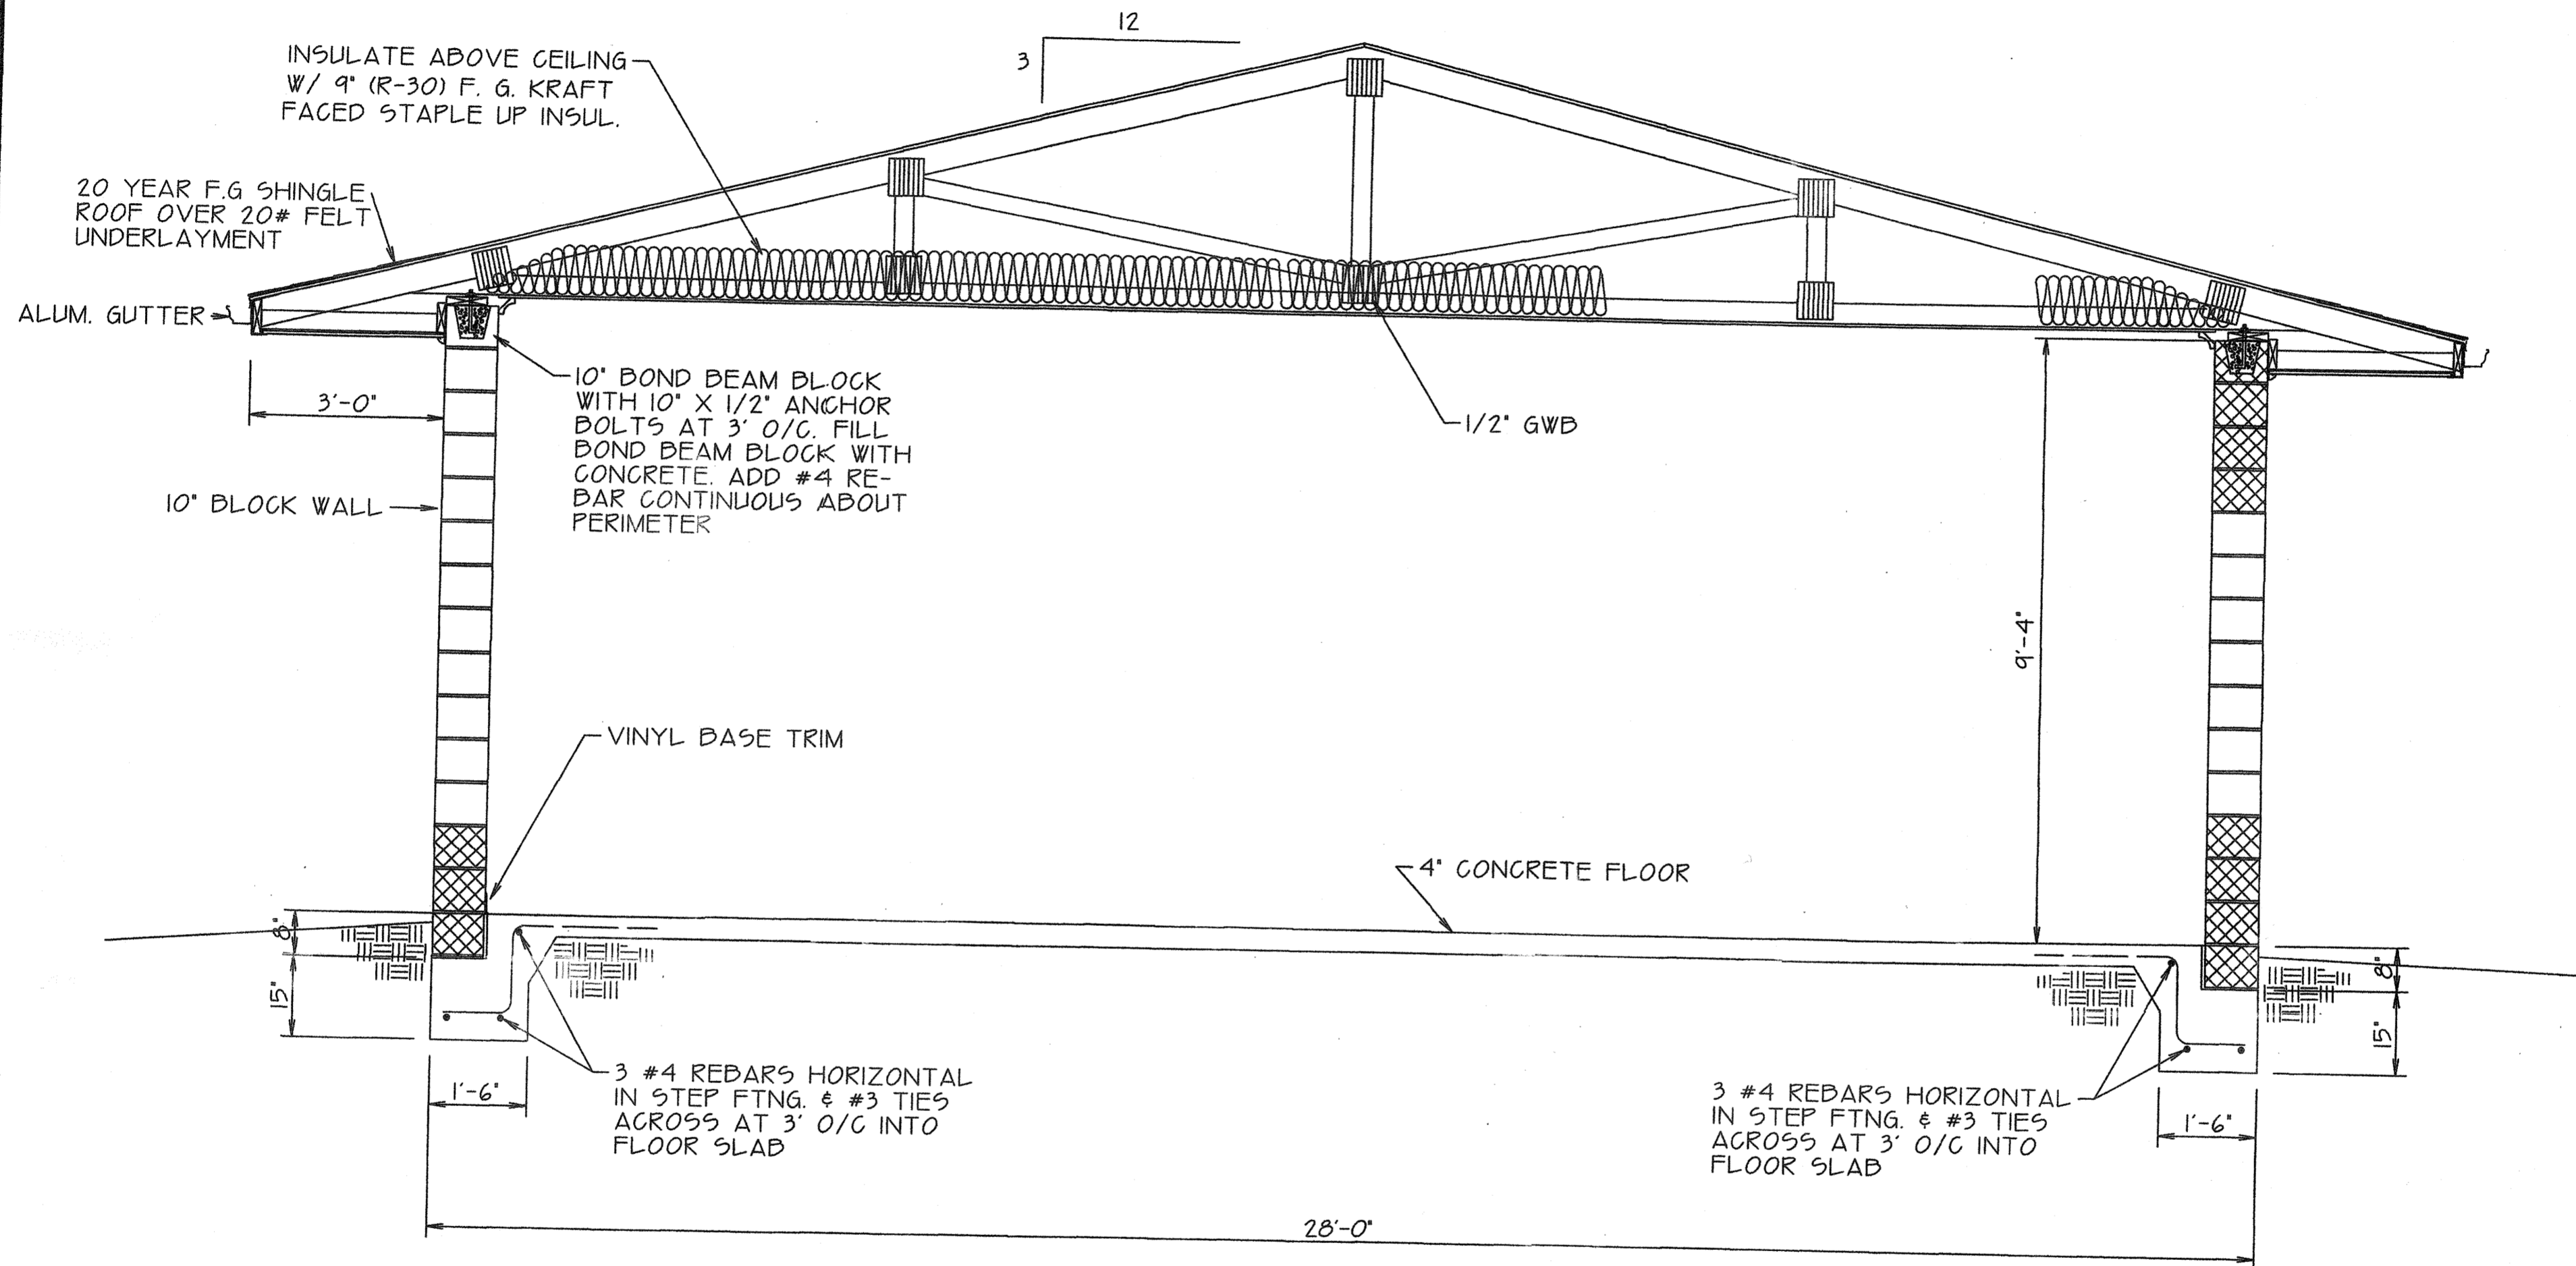 12
3
INSULATE ABOVE CEILING
W/ 9" (R-30) F. G. KRAFT
FACED STAPLE UP INSUL.
20 YEAR F.G SHINGLE
ROOF OVER 20# FELT
UNDERLAYMENT
ALUM. GUTTER
3'-0"
10" BOND BEAM BLOCK
WITH 10" X 1/2" ANCHOR
BOLTS AT 3' O/C. FILL
BOND BEAM BLOCK WITH
CONCRETE. ADD #4 RE-
BAR CONTINUOUS ABOUT
PERIMETER
1/2" GWB
10" BLOCK WALL
9'-4"
VINYL BASE TRIM
4" CONCRETE FLOOR
8"
15"
8"
15"
1'-6"
3 #4 REBARS HORIZONTAL
IN STEP FTNG. & #3 TIES
ACROSS AT 3' O/C INTO
FLOOR SLAB
3 #4 REBARS HORIZONTAL
IN STEP FTNG. & #3 TIES
ACROSS AT 3' O/C INTO
FLOOR SLAB
1'-6"
28'-0"